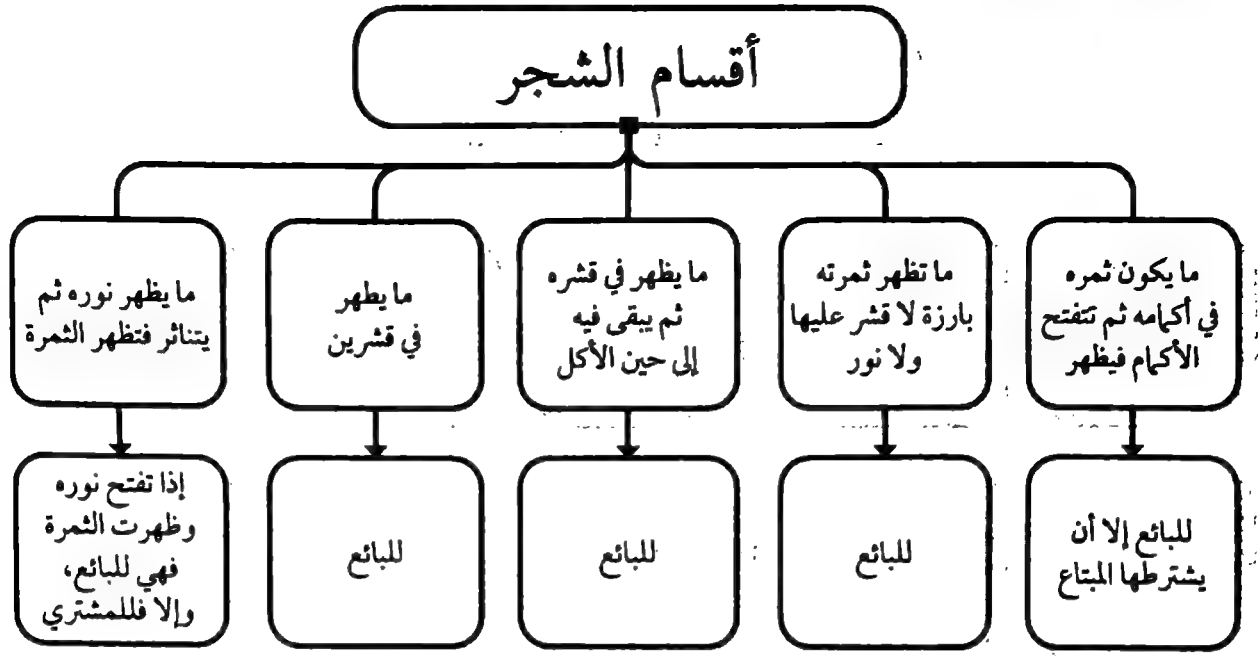 أقسام الشجر
ما يكون ثمره
في أكمامه ثم تتفتح
الأكمام فيظهر
ما تظهر ثمرته
بارزة لا قشر عليها
ولا نور
ما يظهر في قشره
ثم يبقى فيه
إلى حين الأكل
ما يطهر
في قشرين
ما يظهر نوره ثم
يتناثر فتظهر الثمرة
للبائع إلا أن
يشترطها المبتاع
للبائع
للبائع
للبائع
إذا تفتح نوره
وظهرت الثمرة
فهي للبائع،
وإلا فللمشتري